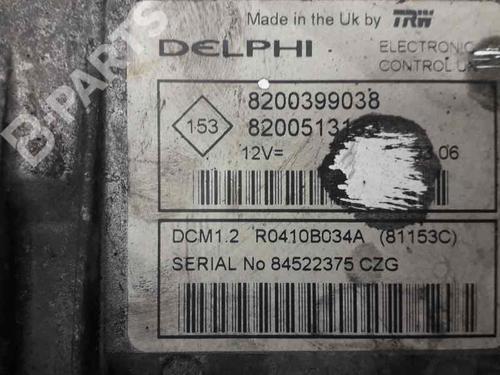 Made in the Uk by TRW
DELPHI
ELECTRONIC
CONTROL
8200399038
153
12V=
DCM1.2 R0410B034A (81153C)
SERIAL No 84522375 CZG
B-PARTS